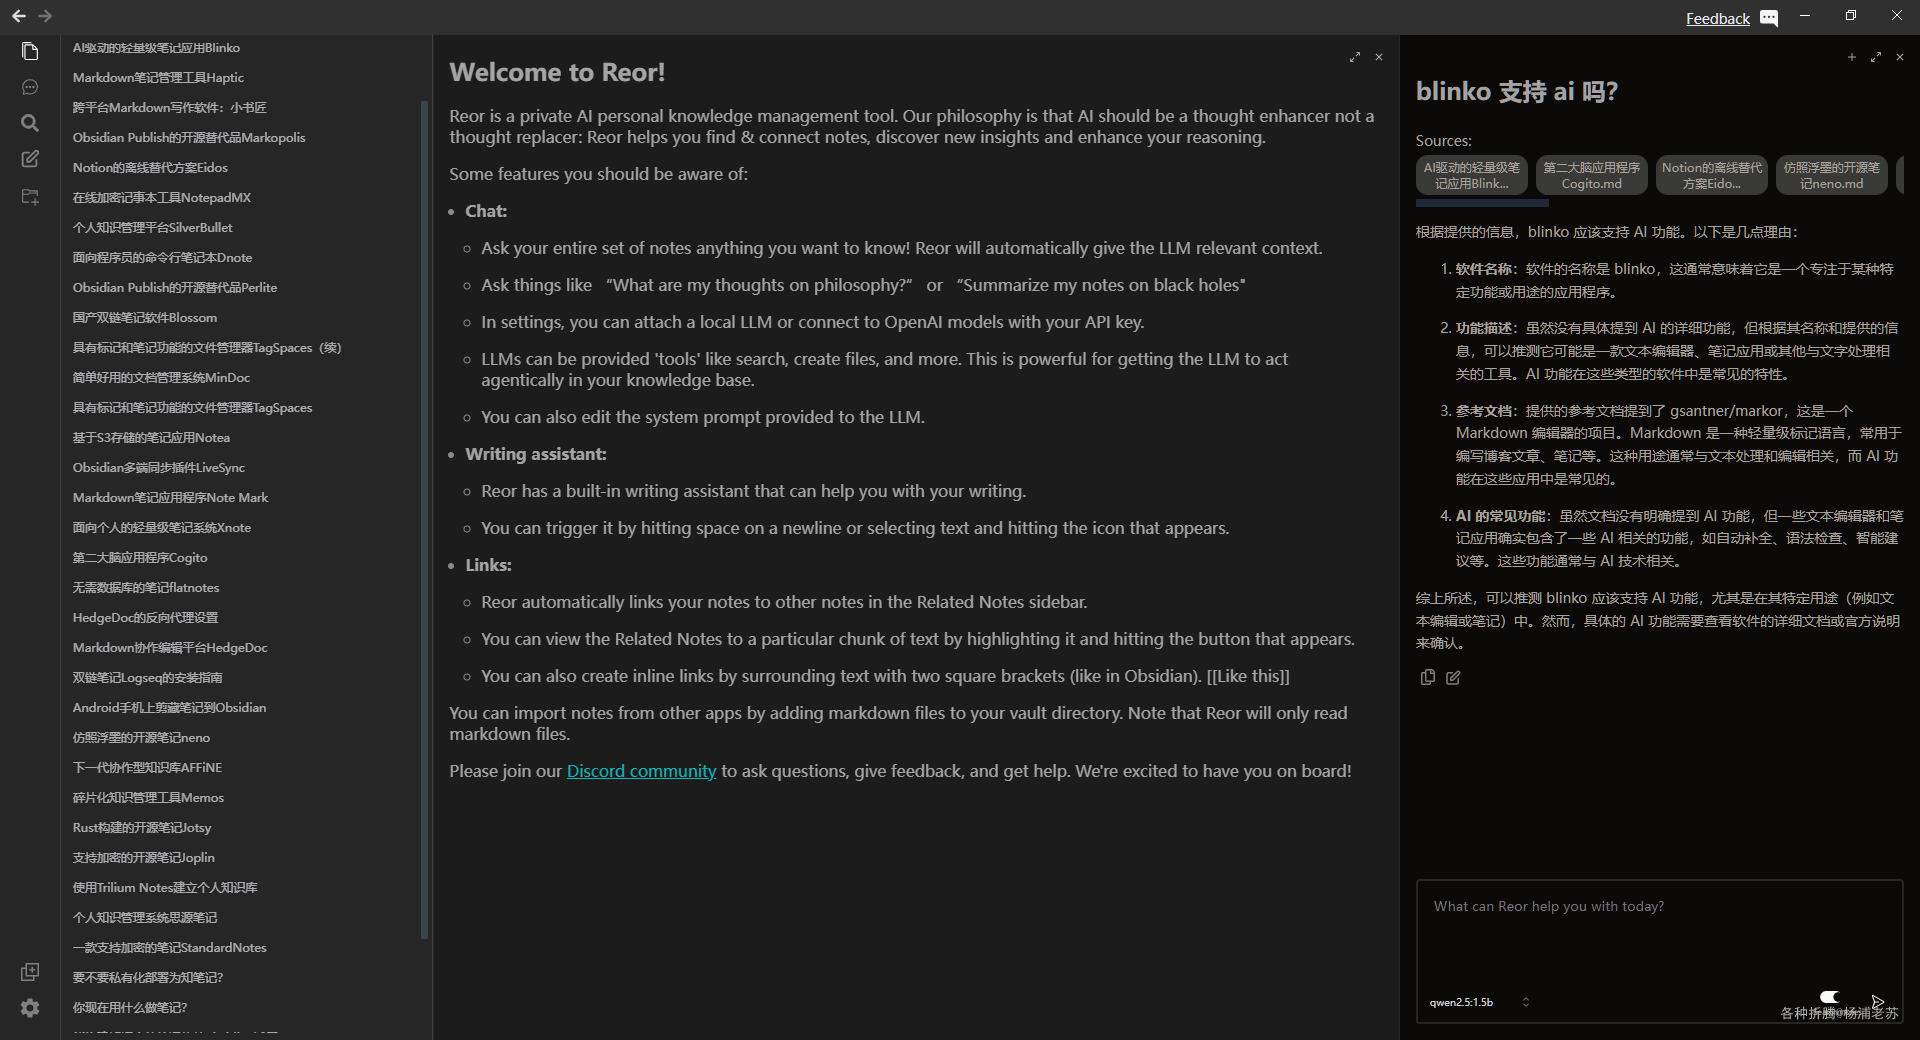 Feedback
AI驱动的轻量级笔记应用Blinko
Markdown笔记管理工具Haptic
跨平台Markdown写作软件：小书匠
Obsidian Publish的开源替代品Markopolis
Notion的离线替代方案Eidos
在线加密记事本工具NotepadMX
个人知识管理平台SilverBullet
面向程序员的命令行笔记本Dnote
Obsidian Publish的开源替代品Perlite
国产双链笔记软件Blossom
具有标记和笔记功能的文件管理器TagSpaces（续）
简单好用的文档管理系统MinDoc
具有标记和笔记功能的文件管理器TagSpaces
基于S3存储的笔记应用Notea
Obsidian多端同步插件LiveSync
Markdown笔记应用程序Note Mark
面向个人的轻量级笔记系统Xnote
第二大脑应用程序Cogito
无需数据库的笔记flatnotes
HedgeDoc的反向代理设置
Markdown协作编辑平台HedgeDoc
双链笔记Logseq的安装指南
Android手机上剪藏笔记到Obsidian
仿照浮墨的开源笔记neno
下一代协作型知识库AFFiNE
碎片化知识管理工具Memos
Rust构建的开源笔记Jotsy
支持加密的开源笔记Joplin
使用Trilium Notes建立个人知识库
个人知识管理系统思源笔记
一款支持加密的笔记StandardNotes
要不要私有化部署为知笔记？
你现在用什么做笔记？
Welcome to Reor!
Reor is a private AI personal knowledge management tool. Our philosophy is that AI should be a thought enhancer not a
thought replacer: Reor helps you find & connect notes, discover new insights and enhance your reasoning.
Some features you should be aware of:
• Chat:
◦ Ask your entire set of notes anything you want to know! Reor will automatically give the LLM relevant context.
◦ Ask things like “What are my thoughts on philosophy?” or “Summarize my notes on black holes"
◦ In settings, you can attach a local LLM or connect to OpenAI models with your API key.
◦ LLMs can be provided 'tools' like search, create files, and more. This is powerful for getting the LLM to act
agentically in your knowledge base.
◦ You can also edit the system prompt provided to the LLM.
• Writing assistant:
◦ Reor has a built-in writing assistant that can help you with your writing.
◦ You can trigger it by hitting space on a newline or selecting text and hitting the icon that appears.
• Links:
◦ Reor automatically links your notes to other notes in the Related Notes sidebar.
◦ You can view the Related Notes to a particular chunk of text by highlighting it and hitting the button that appears.
◦ You can also create inline links by surrounding text with two square brackets (like in Obsidian). [[Like this]]
You can import notes from other apps by adding markdown files to your vault directory. Note that Reor will only read
markdown files.
Please join our Discord community to ask questions, give feedback, and get help. We're excited to have you on board!
blinko 支持 ai 吗?
Sources:
AI驱动的轻量级笔
记应用Blink...
第二大脑应用程序
Cogito.md
Notion的离线替代
方案Eido...
仿照浮墨的开源笔
记neno.md
根据提供的信息，blinko 应该支持 AI 功能。以下是几点理由：
1. 软件名称：软件的名称是 blinko，这通常意味着它是一个专注于某种特
定功能或用途的应用程序。
2. 功能描述：虽然没有具体提到 AI 的详细功能，但根据其名称和提供的信
息，可以推测它可能是一款文本编辑器、笔记应用或其他与文字处理相
关的工具。AI 功能在这些类型的软件中是常见的特性。
3. 参考文档：提供的参考文档提到了 gsantner/markor，这是一个
Markdown 编辑器的项目。Markdown 是一种轻量级标记语言，常用于
编写博客文章、笔记等。这种用途通常与文本处理和编辑相关，而 AI 功
能在这些应用中是常见的。
4. AI 的常见功能：虽然文档没有明确提到 AI 功能，但一些文本编辑器和笔
记应用确实包含了一些 AI 相关的功能，如自动补全、语法检查、智能建
议等。这些功能通常与 AI 技术相关。
综上所述，可以推测 blinko 应该支持 AI 功能，尤其是在其特定用途（例如文
本编辑或笔记）中。然而，具体的 AI 功能需要查看软件的详细文档或官方说明
来确认。
What can Reor help you with today?
qwen2.5:1.5b
各种折腾@杨浦老苏